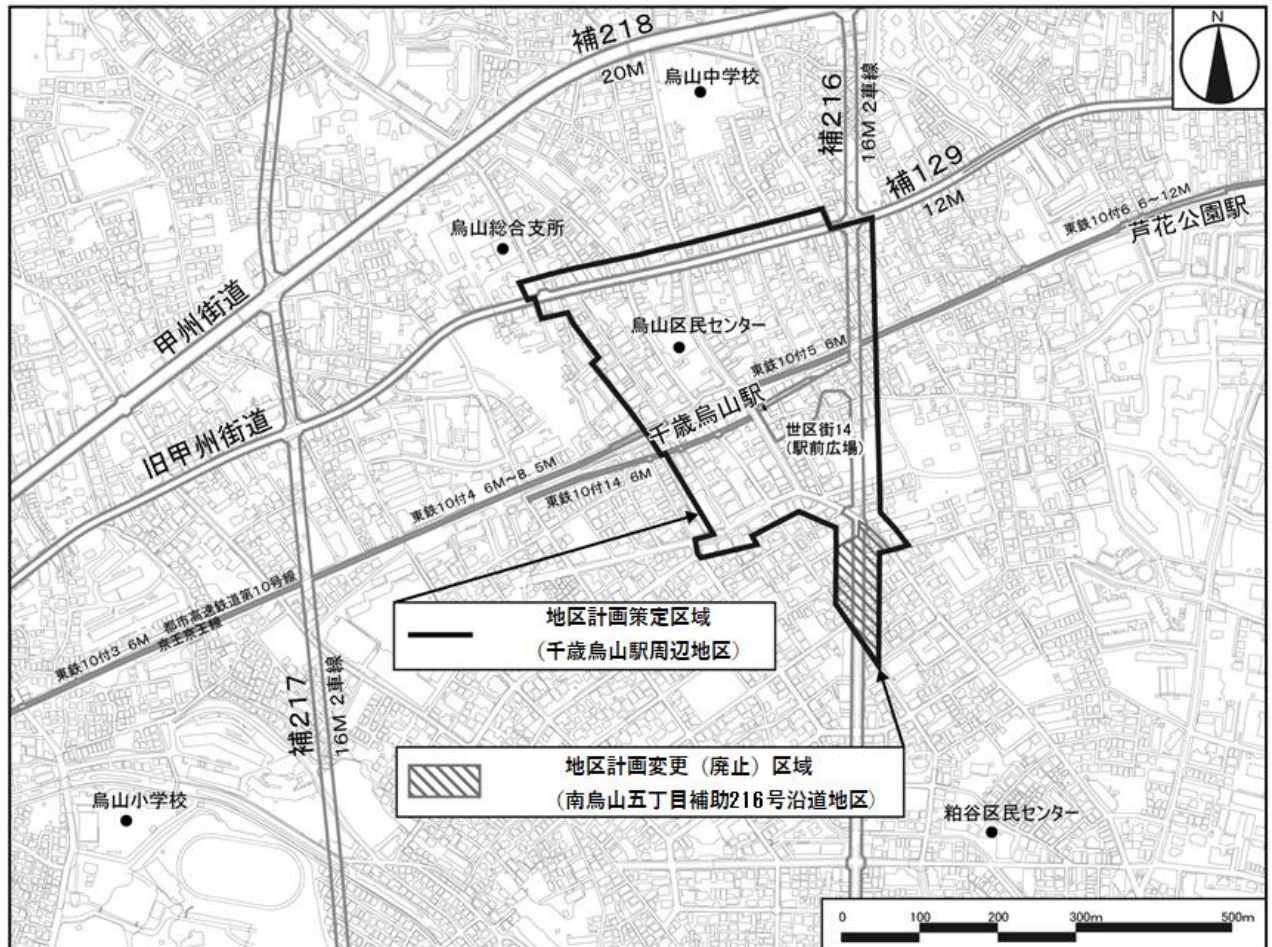 N
補218
20M
烏山中学校
補216
16M 2車線
補129
12M
東鉄10付6 6~12M
芦花公園駅
烏山総合支所
甲州街道
烏山区民センター
東鉄10付5 6M
千歳烏山駅
世区街14
(駅前広場)
旧甲州街道
東鉄10付4 6M~8.5M
東鉄10付14 6M
都市高速鉄道第10号線
京王京王線
東鉄10付3 6M
地区計画策定区域
(千歳烏山駅周辺地区)
補217
16M 2車線
地区計画変更(廃止)区域
(南烏山五丁目補助216号沿道地区)
烏山小学校
粕谷区民センター
0 100 200 300m 500m